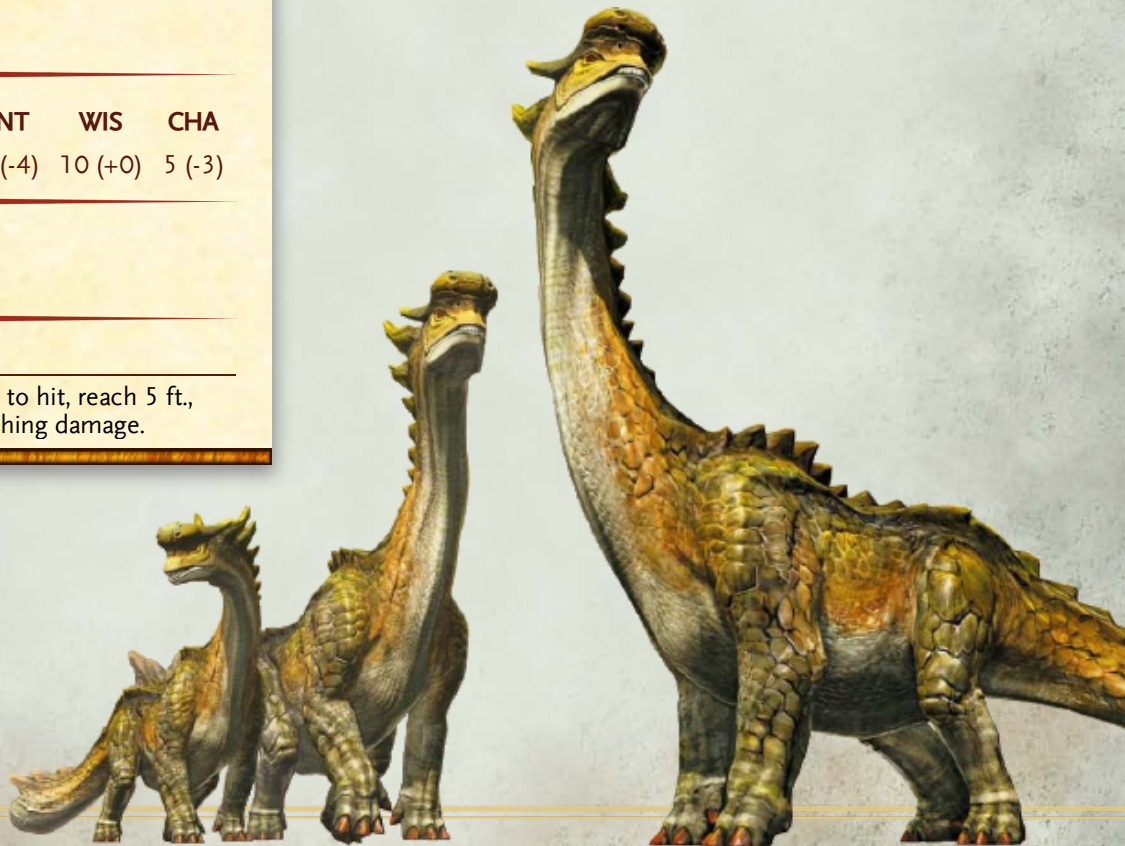 NT WIS CHA
(-4) 10 (+0) 5 (-3)
to hit, reach 5 ft.,
hing damage.